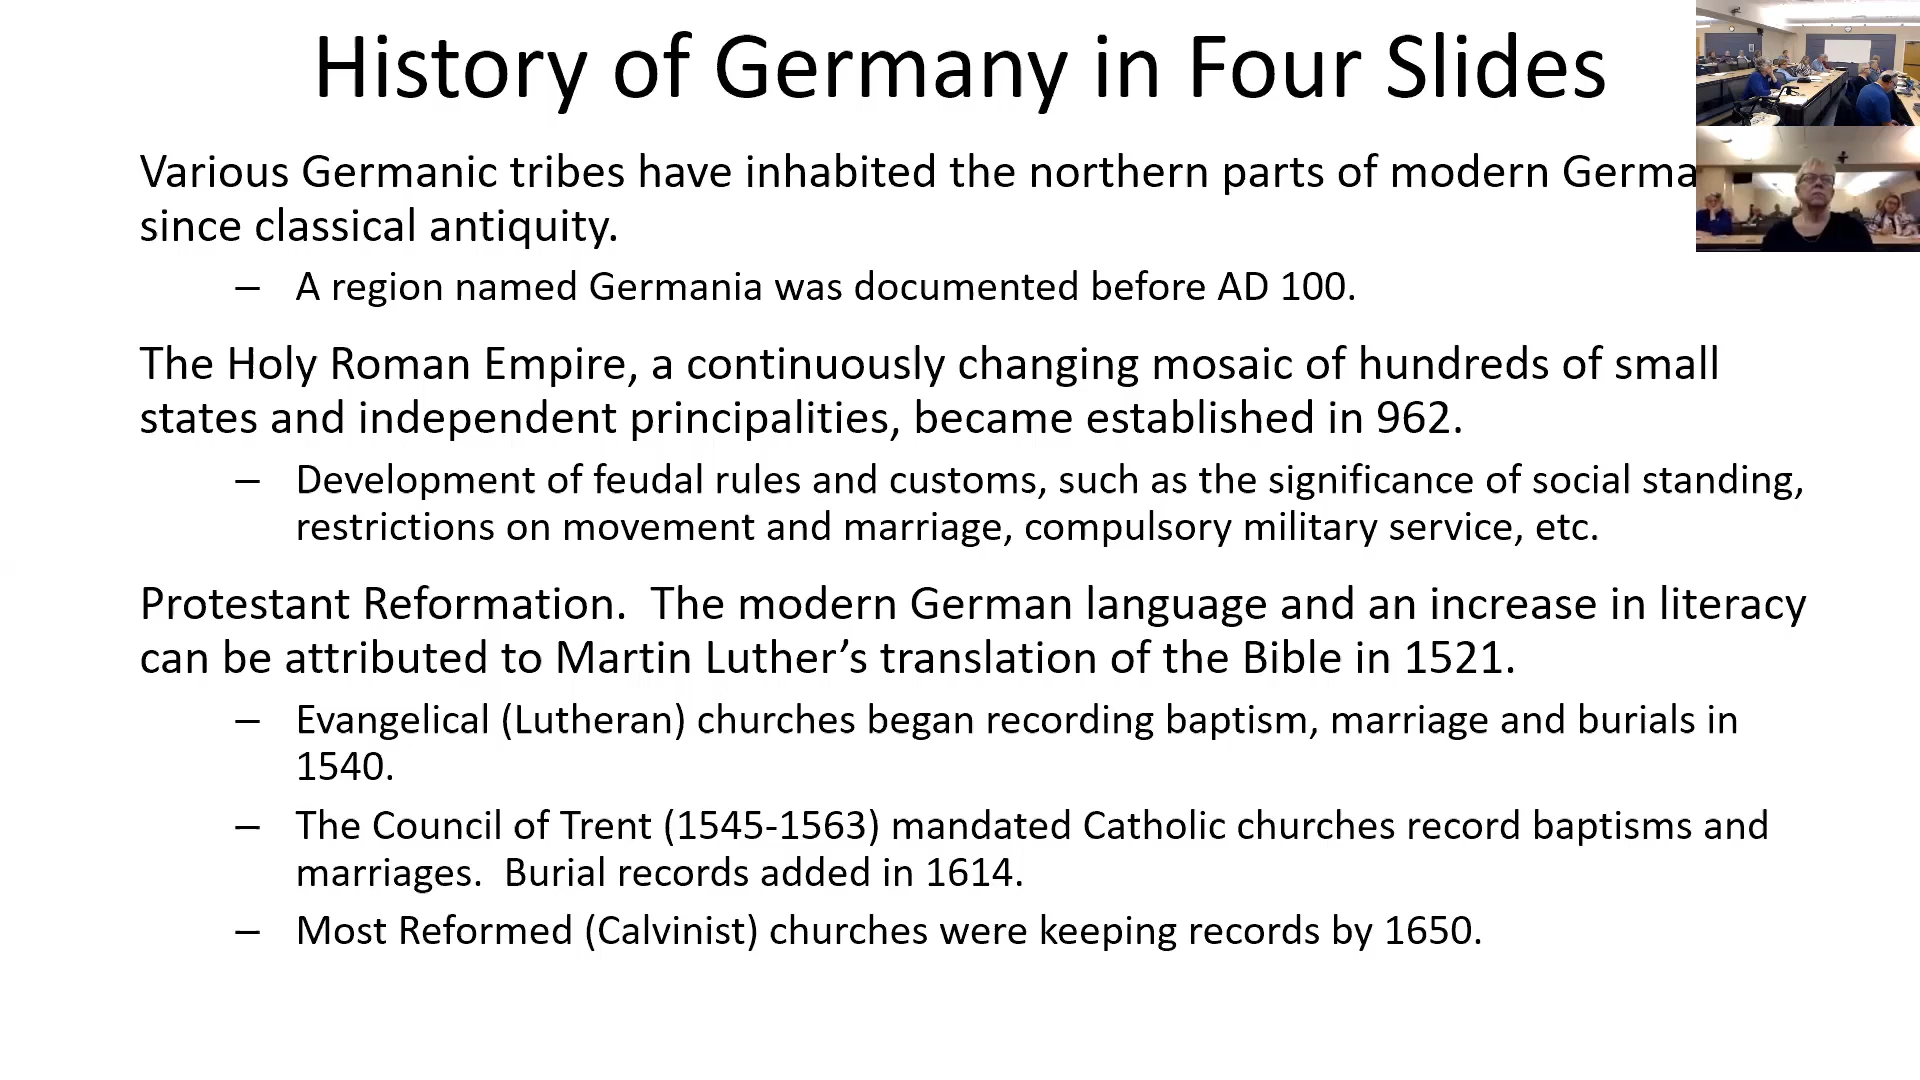 History of Germany in Four Slides
Various Germanic tribes have inhabited the northern parts of modern Germa
since classical antiquity.
– A region named Germania was documented before AD 100.
The Holy Roman Empire, a continuously changing mosaic of hundreds of small
states and independent principalities, became established in 962.
– Development of feudal rules and customs, such as the significance of social standing,
restrictions on movement and marriage, compulsory military service, etc.
Protestant Reformation.  The modern German language and an increase in literacy
can be attributed to Martin Luther’s translation of the Bible in 1521.
– Evangelical (Lutheran) churches began recording baptism, marriage and burials in
1540.
– The Council of Trent (1545-1563) mandated Catholic churches record baptisms and
marriages.  Burial records added in 1614.
– Most Reformed (Calvinist) churches were keeping records by 1650.